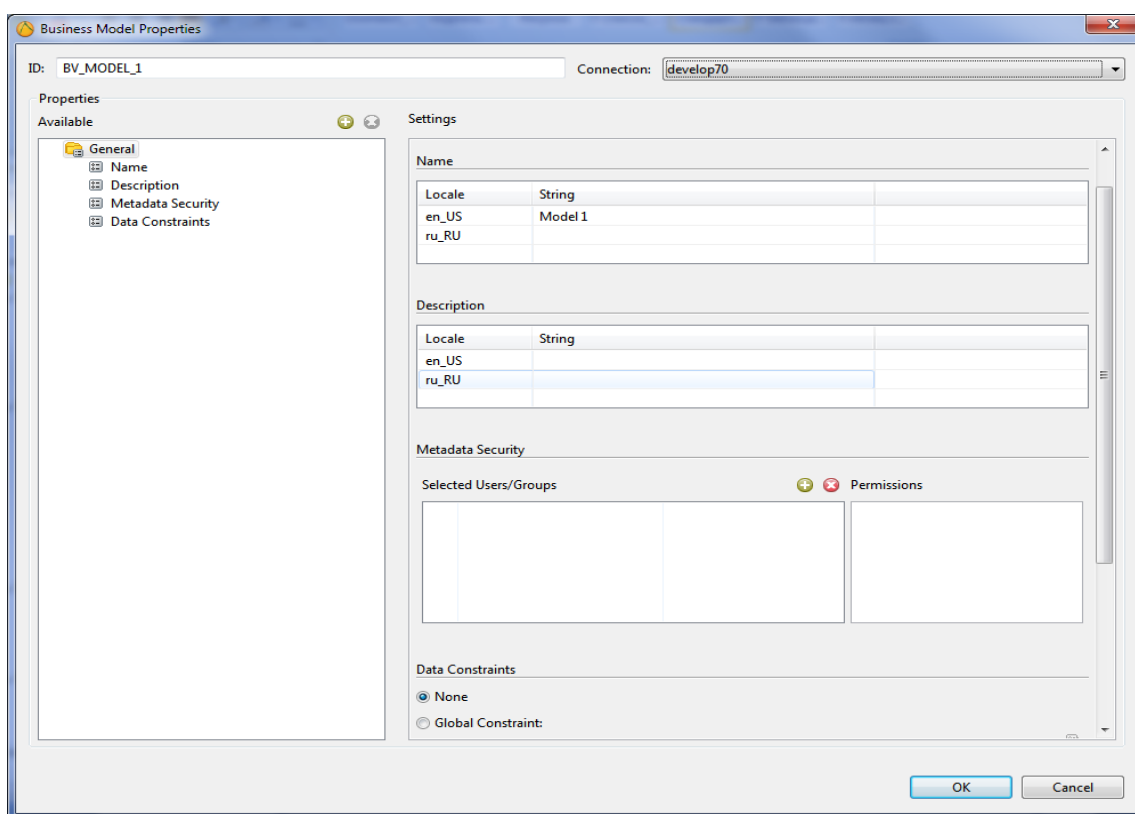 Business Model Properties
ID: BV_MODEL_1 Connection: develop70
Properties
Available
General
Name
Description
Metadata Security
Data Constraints
Settings
Name
Locale String
en_US Model 1
ru_RU
Description
Locale String
en_US
ru_RU
Metadata Security
Selected Users/Groups Permissions
Data Constraints
None
Global Constraint:
OK Cancel